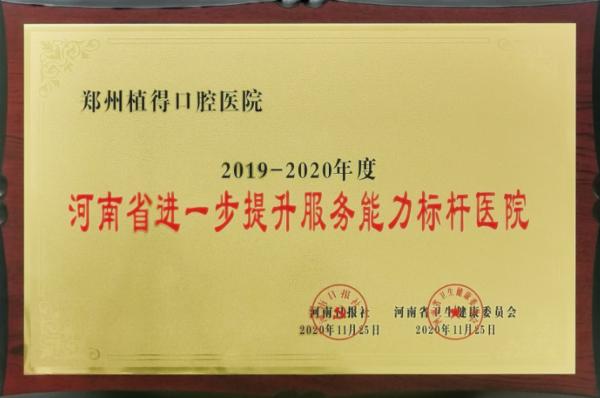 郑州植得口腔医院
2019-2020年度
河南省进一步提升服务能力标杆医院
河南日报社 河南省卫生健康委员会
2020年11月25日 2020年11月25日